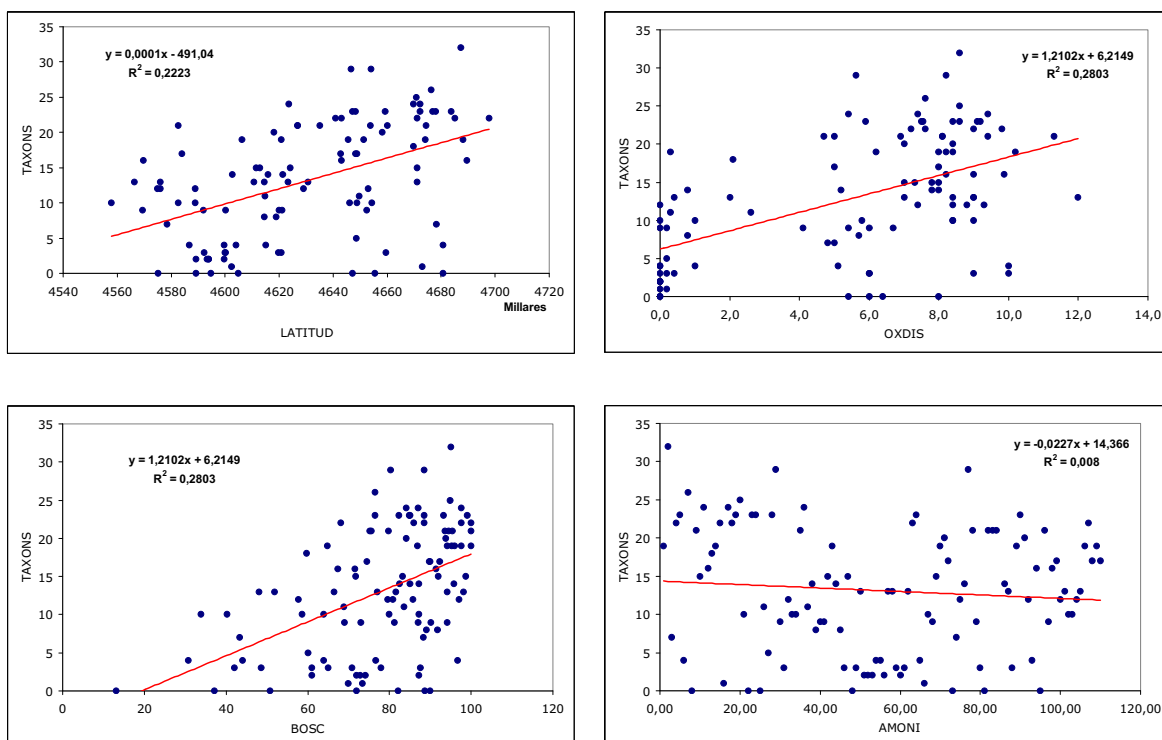 35
30
25
20
15
10
5
0
TAXONS
y = 0,0001x - 491,04
R² = 0,2223
4540 4560 4580 4600 4620 4640 4660 4680 4700 4720
Millares
LATITUD
35
30
25
20
15
10
5
0
TAXONS
y = 1,2102x + 6,2149
R² = 0,2803
0,0 2,0 4,0 6,0 8,0 10,0 12,0 14,0
OXDIS
35
30
25
20
15
10
5
0
TAXONS
y = 1,2102x + 6,2149
R² = 0,2803
0 20 40 60 80 100 120
BOSC
35
30
25
20
15
10
5
0
TAXONS
y = -0,0227x + 14,366
R² = 0,008
0,00 20,00 40,00 60,00 80,00 100,00 120,00
AMONI